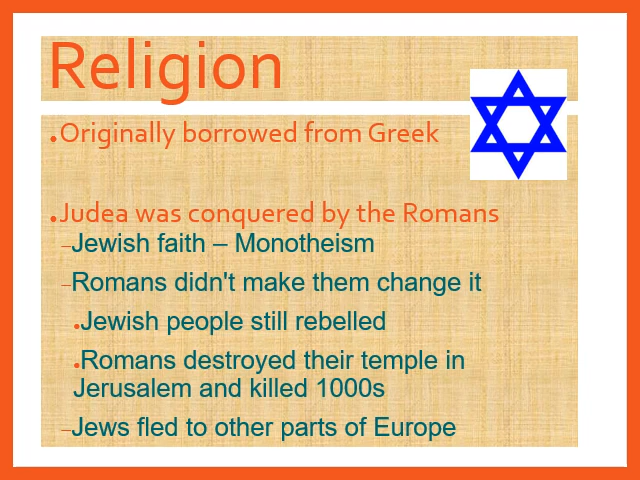 Religion
•Originally borrowed from Greek
•Judea was conquered by the Romans
–Jewish faith – Monotheism
–Romans didn't make them change it
•Jewish people still rebelled
•Romans destroyed their temple in
Jerusalem and killed 1000s
–Jews fled to other parts of Europe